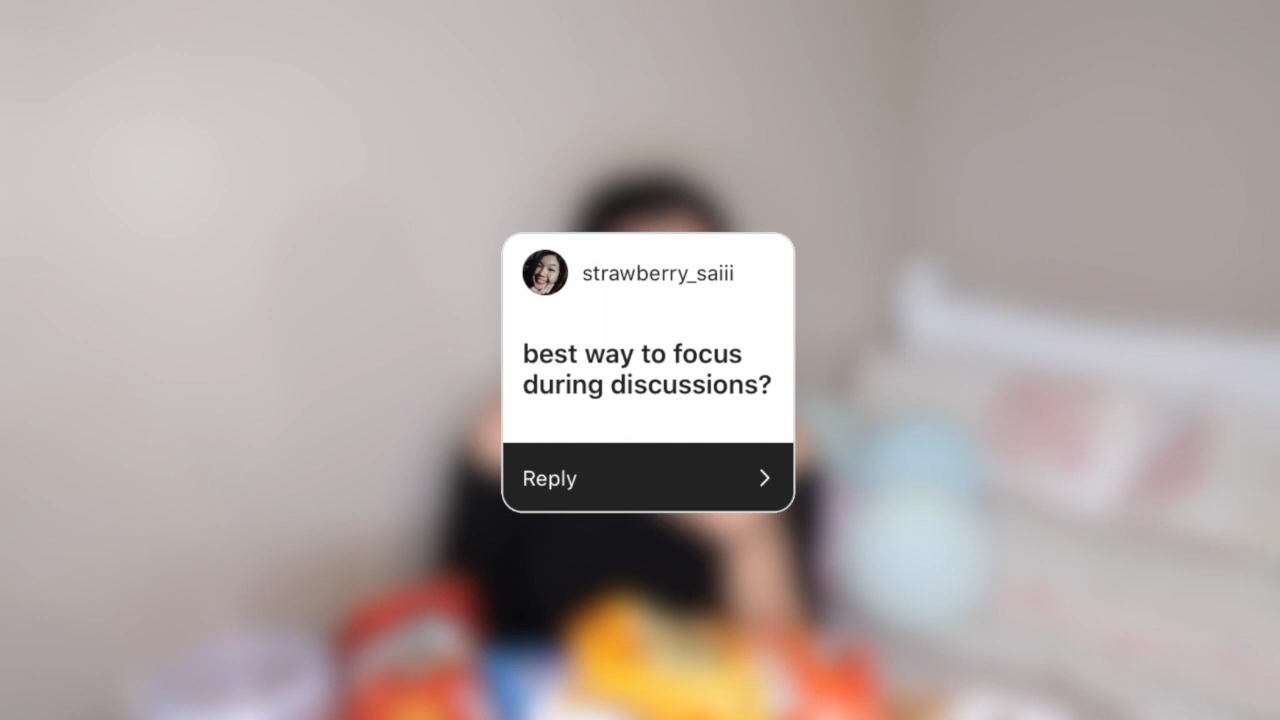 strawberry_saiii
best way to focus
during discussions?
Reply